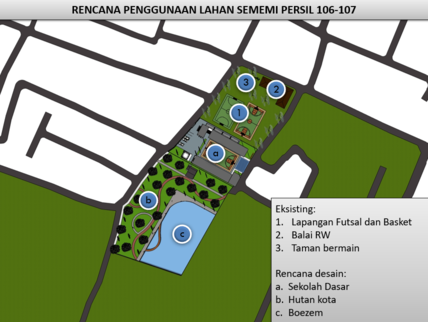 RENCANA PENGGUNAAN LAHAN SEMEMI PERSIL 106-107
3
2
1
a
b
c
Eksisting:
1. Lapangan Futsal dan Basket
2. Balai RW
3. Taman bermain
Rencana desain:
a. Sekolah Dasar
b. Hutan kota
c. Boezem